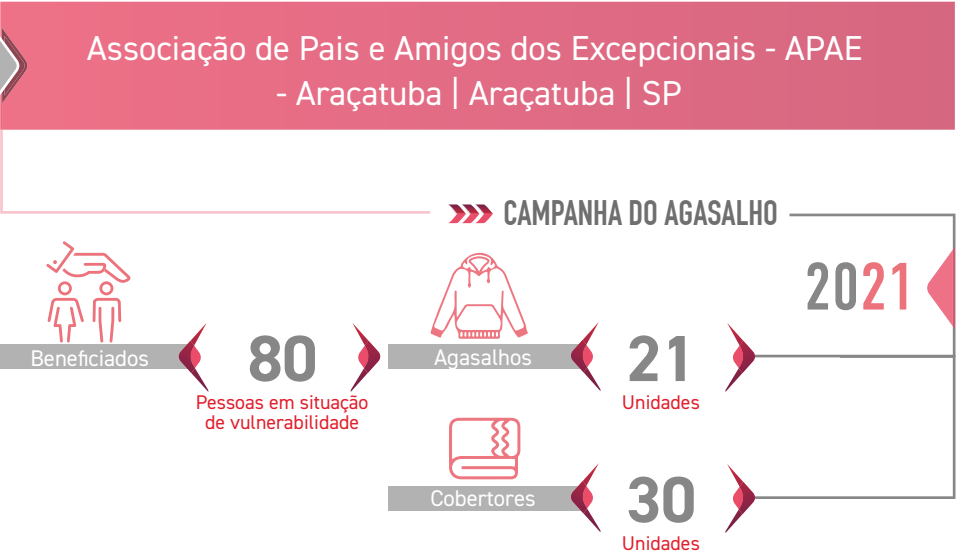 Associação de Pais e Amigos dos Excepcionais - APAE
- Araçatuba | Araçatuba | SP
CAMPANHA DO AGASALHO
2021
Beneficiados
80
Pessoas em situação
de vulnerabilidade
Agasalhos
21
Unidades
Cobertores
30
Unidades